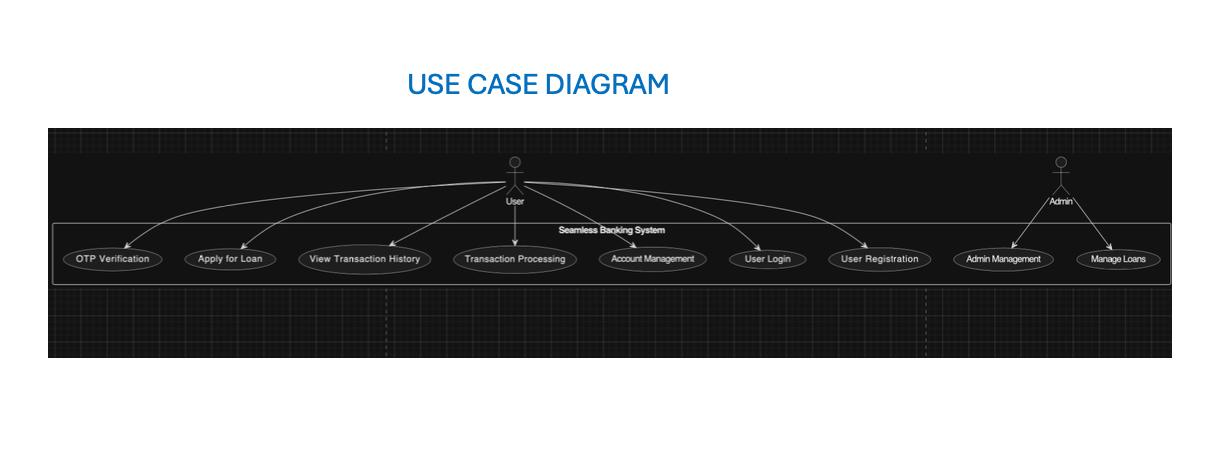 USE CASE DIAGRAM
User
Admin
Seamless Banking System
OTP Verification
Apply for Loan
View Transaction History
Transaction Processing
Account Management
User Login
User Registration
Admin Management
Manage Loans